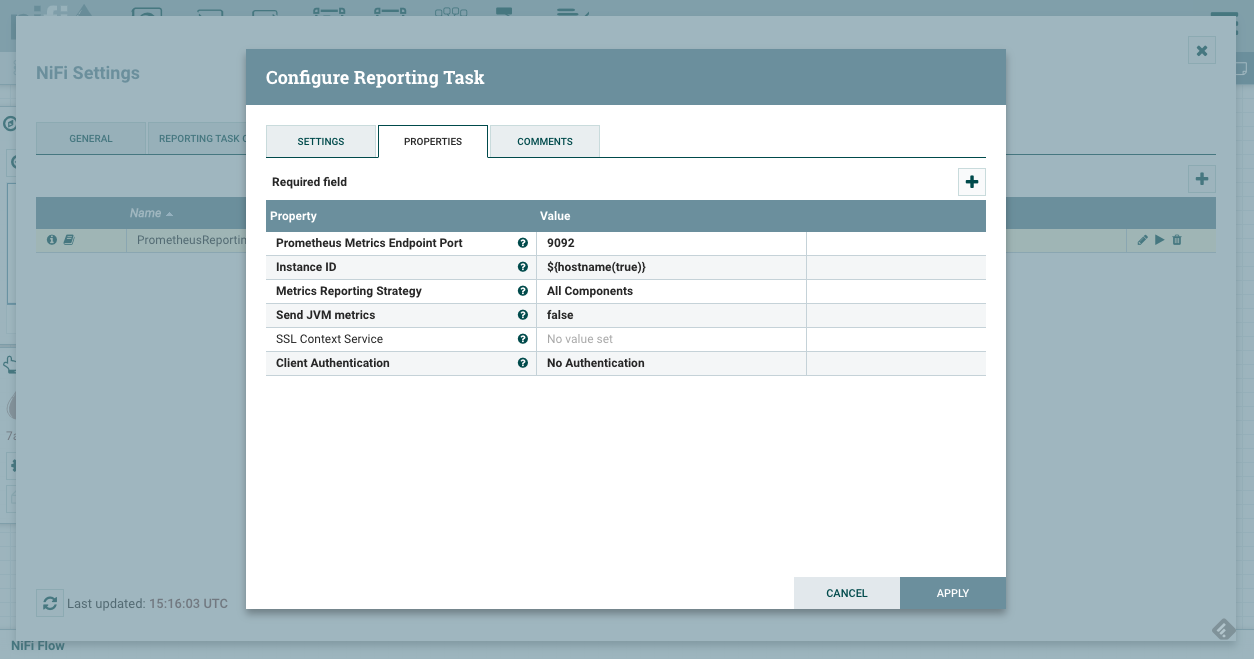 NiFi Settings
GENERAL
REPORTING TASK
Name
PrometheusReportin
Configure Reporting Task
SETTINGS
PROPERTIES
COMMENTS
Required field
Property Value
Prometheus Metrics Endpoint Port 9092
Instance ID ${hostname(true)}
Metrics Reporting Strategy All Components
Send JVM metrics false
SSL Context Service No value set
Client Authentication No Authentication
CANCEL
APPLY
Last updated: 15:16:03 UTC
NiFi Flow